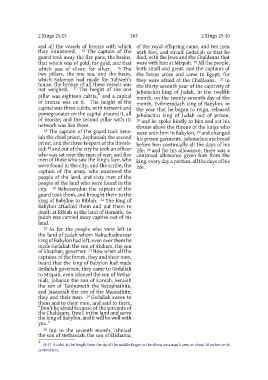 2 Kings 25:15
363
2 Kings 25:30
and all the vessels of bronze with which
they ministered. 15 The captain of the
guard took away the fire pans, the basins,
that which was of gold, for gold, and that
which was of silver, for silver. 16 The
two pillars, the one sea, and the bases,
which Solomon had made for Yahweh's
house, the bronze of all these vessels was
not weighed. 17 The height of the one
pillar was eighteen cubits,* and a capital
of bronze was on it. The height of the
capital was three cubits, with network and
pomegranates on the capital around it, all
of bronze; and the second pillar with its
network was like these.
18 The captain of the guard took Seraiah
the chief priest, Zephaniah the second
priest, and the three keepers of the threshold;
19 and out of the city he took an officer
who was set over the men of war; and five
men of those who saw the king's face, who
were found in the city; and the scribe, the
captain of the army, who mustered the
people of the land, and sixty men of the
people of the land who were found in the
city. 20 Nebuzaradan the captain of the
guard took them, and brought them to the
king of Babylon to Riblah. 21 The king of
Babylon attacked them and put them to
death at Riblah in the land of Hamath. So
Judah was carried away captive out of his
land.
22 As for the people who were left in
the land of Judah whom Nebuchadnezzar
king of Babylon had left, even over them he
made Gedaliah the son of Ahikam, the son
of Shaphan, governor. 23 Now when all the
captains of the forces, they and their men,
heard that the king of Babylon had made
Gedaliah governor, they came to Gedaliah
to Mizpah, even Ishmael the son of Nethaniah,
Johanan the son of Kareah, Seraiah
the son of Tanhumeth the Netophathite,
and Jaazaniah the son of the Maacathite,
they and their men. 24 Gedaliah swore to
them and to their men, and said to them,
"Don't be afraid because of the servants of
the Chaldeans. Dwell in the land and serve
the king of Babylon, and it will be well with
you."
25 But in the seventh month, Ishmael
the son of Nethaniah, the son of Elishama,
of the royal offspring came, and ten men
with him, and struck Gedaliah so that he
died, with the Jews and the Chaldeans that
were with him at Mizpah. 26 All the people,
both small and great, and the captains of
the forces arose and came to Egypt; for
they were afraid of the Chaldeans. 27 In
the thirty-seventh year of the captivity of
Jehoiachin king of Judah, in the twelfth
month, on the twenty-seventh day of the
month, Evilmerodach king of Babylon, in
the year that he began to reign, released
Jehoiachin king of Judah out of prison,
28 and he spoke kindly to him and set his
throne above the throne of the kings who
were with him in Babylon, 29 and changed
his prison garments. Jehoiachin ate bread
before him continually all the days of his
life; 30 and for his allowance, there was a
continual allowance given him from the
king, every day a portion, all the days of his
life.
* 25:17 A cubit is the length from the tip of the middle finger to the elbow on a man's arm, or about 18 inches or 46
centimeters.